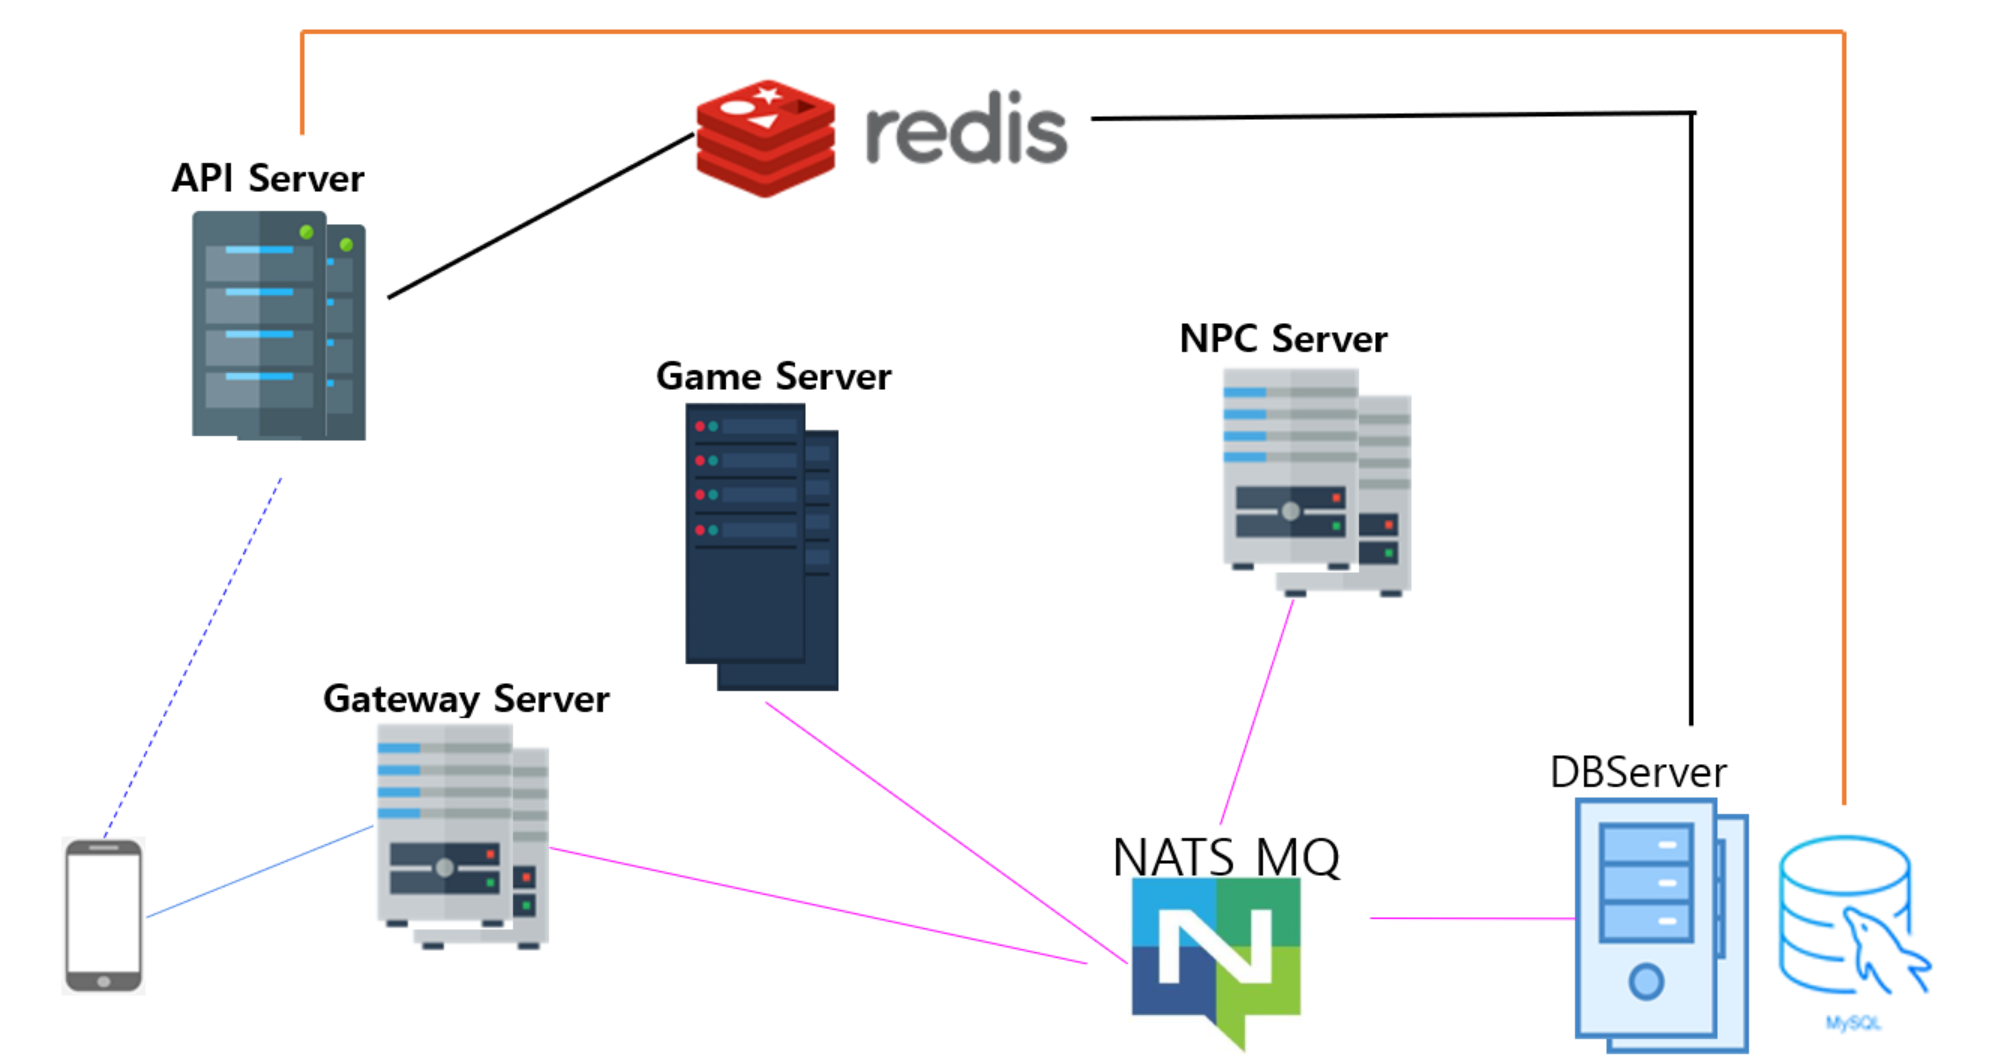 redis
API Server
NPC Server
Game Server
Gateway Server
DBServer
NATS MQ
N
MySQL